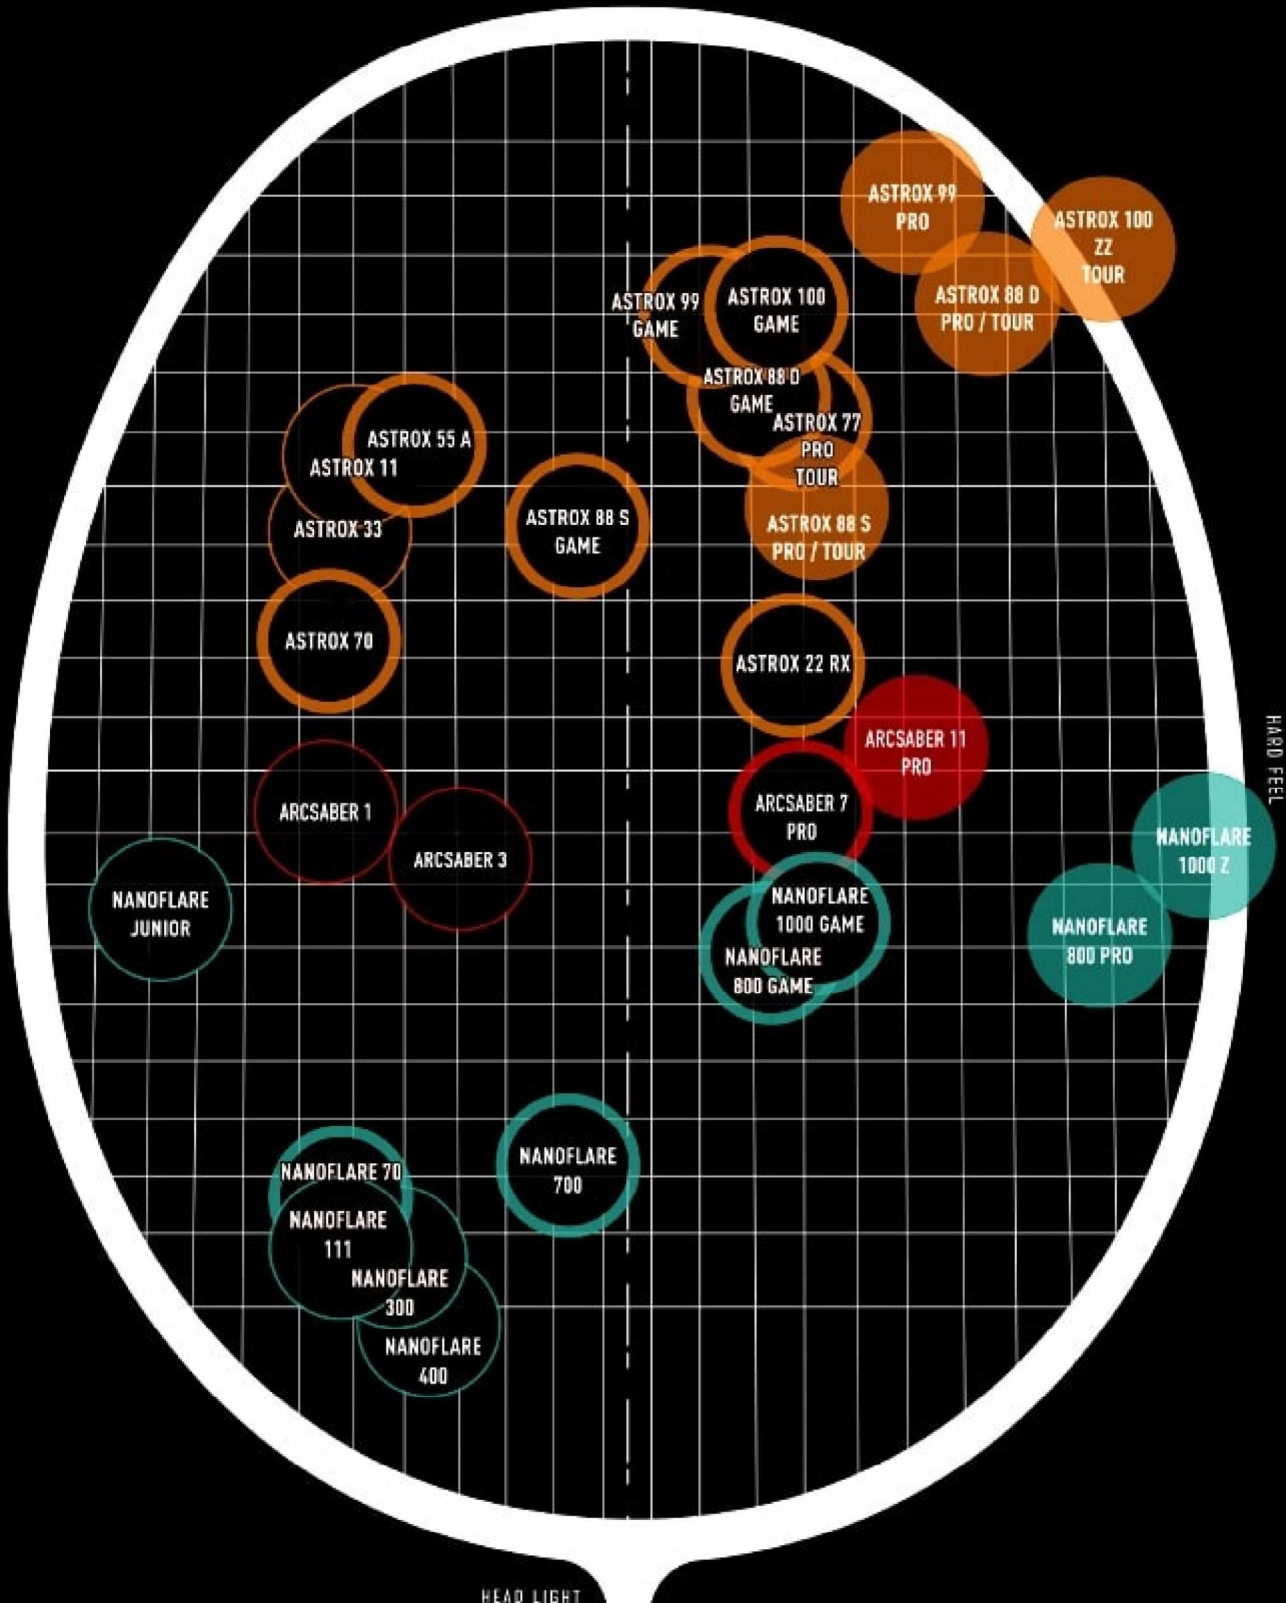 ASTROX 99
PRO
ASTROX 100
ZZ
TOUR
ASTROX 88 D
PRO / TOUR
ASTROX 99
GAME
ASTROX 100
GAME
ASTROX 88 D
GAME
ASTROX 77
PRO
TOUR
ASTROX 55 A
ASTROX 11
ASTROX 33
ASTROX 88 S
GAME
ASTROX 88 S
PRO / TOUR
ASTROX 70
ASTROX 22 RX
ARCSABER 11
PRO
HARD FEEL
ARCSABER 1
ARCSABER 7
PRO
ARCSABER 3
NANOFLARE
1000 Z
NANOFLARE
JUNIOR
NANOFLARE
1000 GAME
NANOFLARE
800 PRO
NANOFLARE
800 GAME
NANOFLARE
700
NANOFLARE 70
NANOFLARE
111
NANOFLARE
300
NANOFLARE
400
HEAD LIGHT